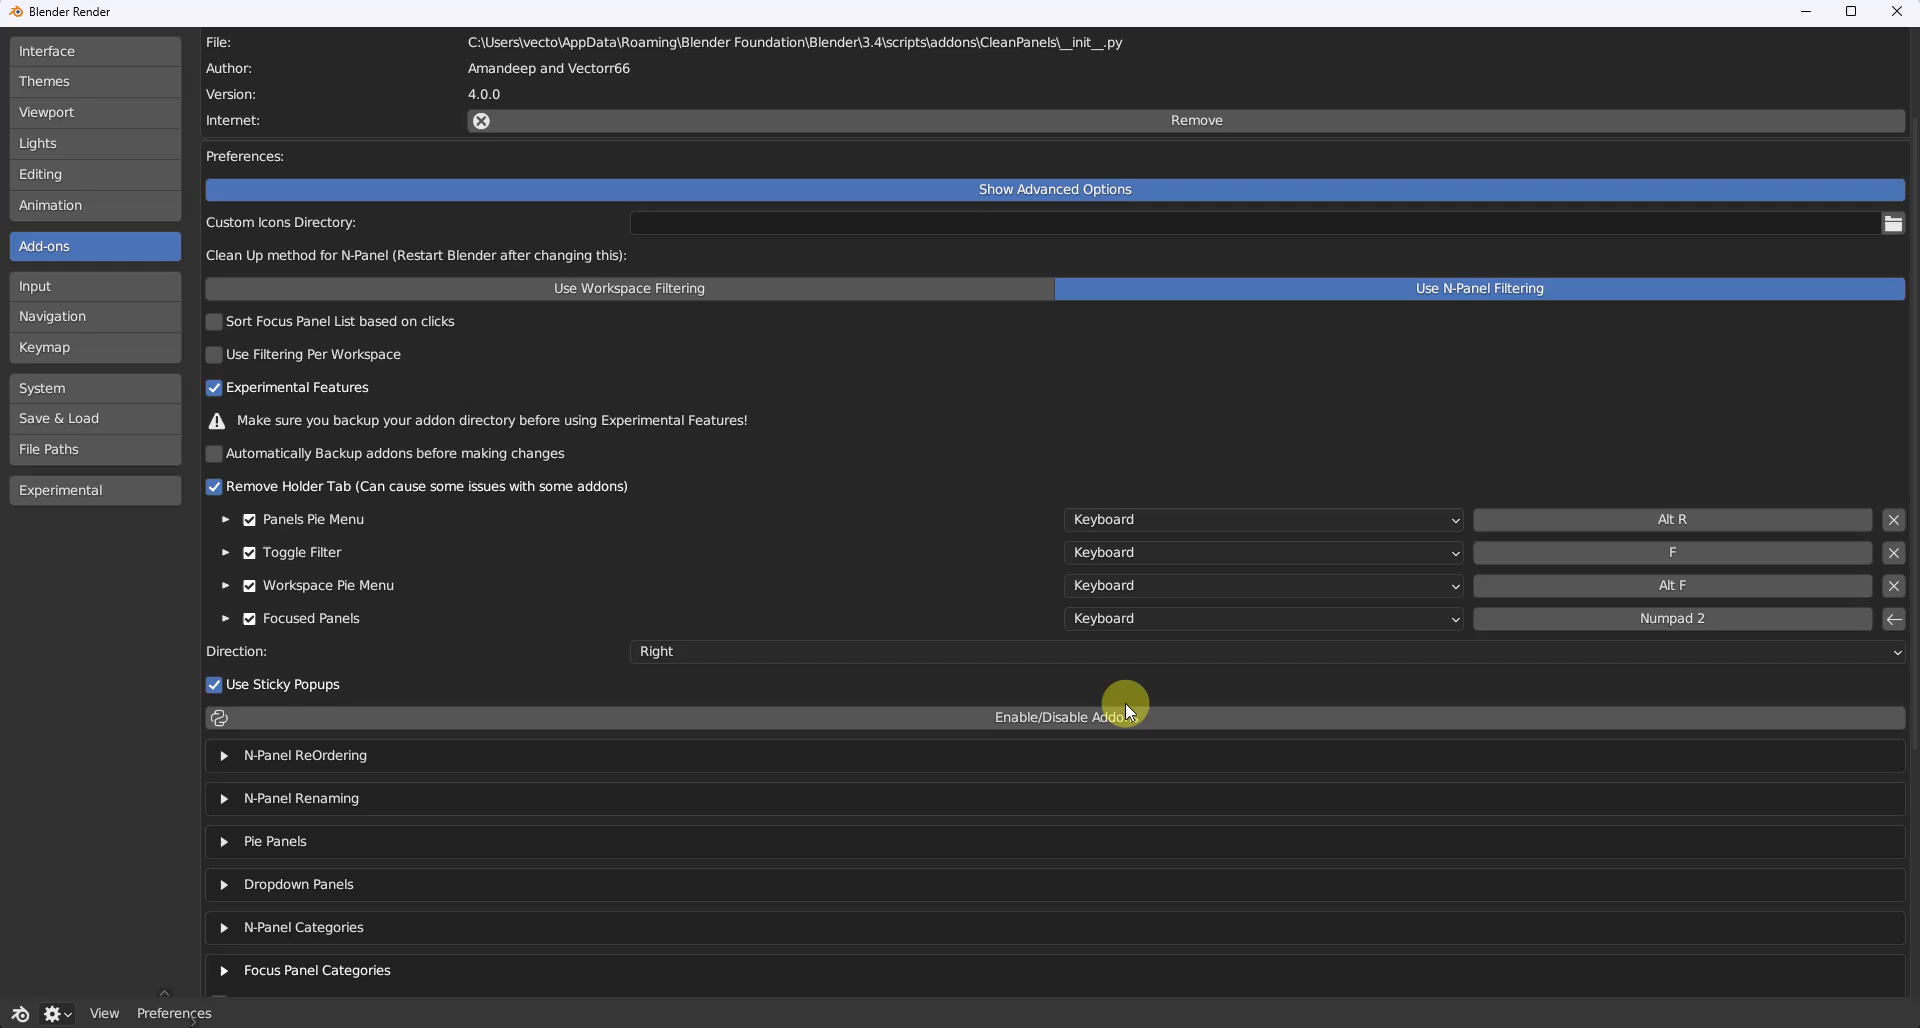 Blender Render
Interface
Themes
Viewport
Lights
Editing
Animation
Add-ons
Input
Navigation
Keymap
System
Save & Load
File Paths
Experimental
File: C:\Users\vecto\AppData\Roaming\Blender Foundation\Blender\3.4\scripts\addons\CleanPanels\__init__.py
Author: Amandeep and Vectorr66
Version: 4.0.0
Internet: Remove
Preferences:
Show Advanced Options
Custom Icons Directory:
Clean Up method for N-Panel (Restart Blender after changing this):
Use Workspace Filtering Use N-Panel Filtering
Sort Focus Panel List based on clicks
Use Filtering Per Workspace
Experimental Features
Make sure you backup your addon directory before using Experimental Features!
Automatically Backup addons before making changes
Remove Holder Tab (Can cause some issues with some addons)
Panels Pie Menu Keyboard Alt R
Toggle Filter Keyboard F
Workspace Pie Menu Keyboard Alt F
Focused Panels Keyboard Numpad 2
Direction: Right
Use Sticky Popups
Enable/Disable Addons
N-Panel ReOrdering
N-Panel Renaming
Pie Panels
Dropdown Panels
N-Panel Categories
Focus Panel Categories
View Preferences